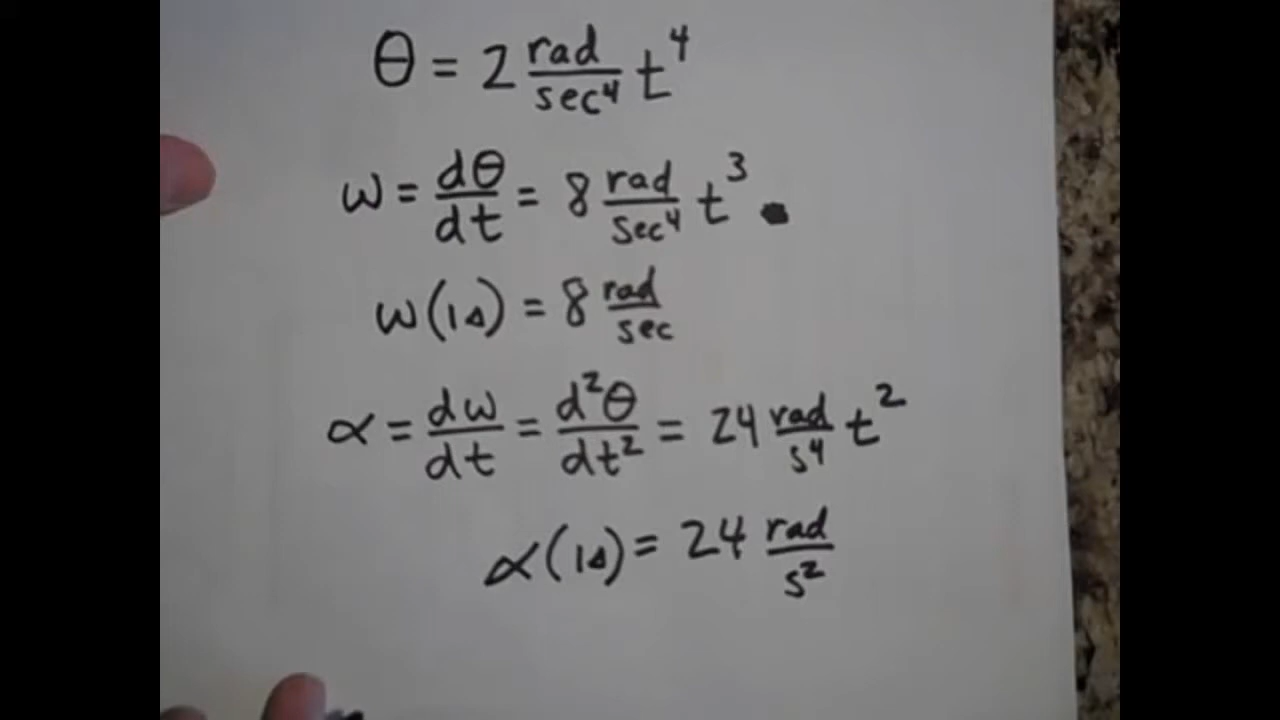 θ = 2 rad/sec⁴ t⁴
ω = dθ/dt = 8 rad/sec⁴ t³
ω(1s) = 8 rad/sec
α = dω/dt = d²θ/dt² = 24 rad/s⁴ t²
α(1s) = 24 rad/s²